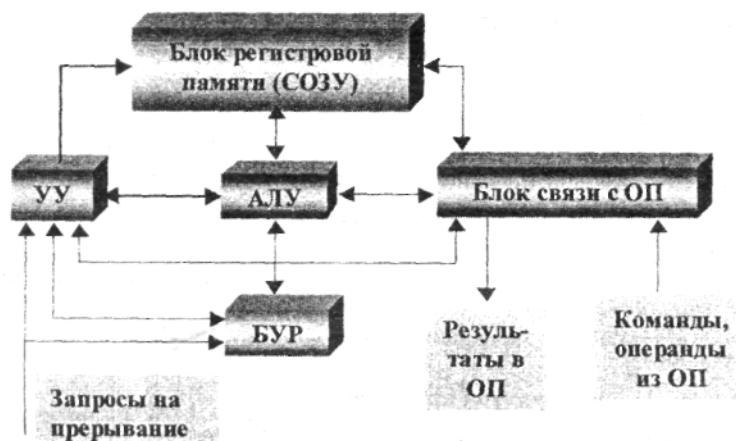 Блок регистровой
памяти (СОЗУ)
УУ
АЛУ
Блок связи с ОП
БУР
Резуль-
таты в
ОП
Команды,
операнды
из ОП
Запросы на
прерывание